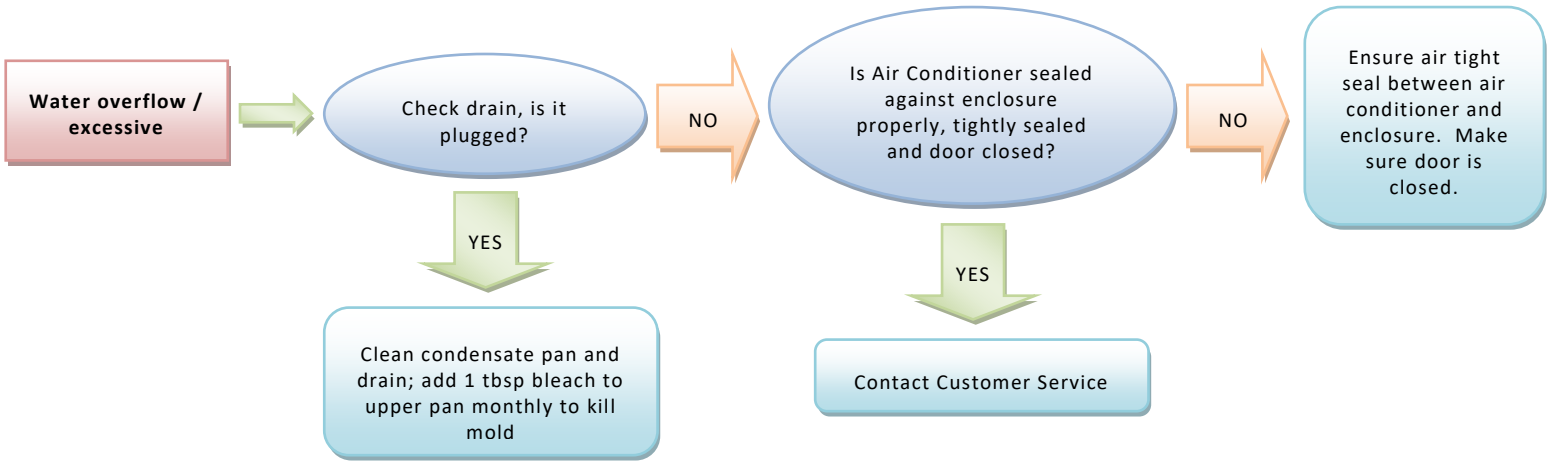 Water overflow /
excessive
Check drain, is it
plugged?
NO
Is Air Conditioner sealed
against enclosure
properly, tightly sealed
and door closed?
NO
Ensure air tight
seal between air
conditioner and
enclosure.  Make
sure door is
closed.
YES
Clean condensate pan and
drain; add 1 tbsp bleach to
upper pan monthly to kill
mold
YES
Contact Customer Service